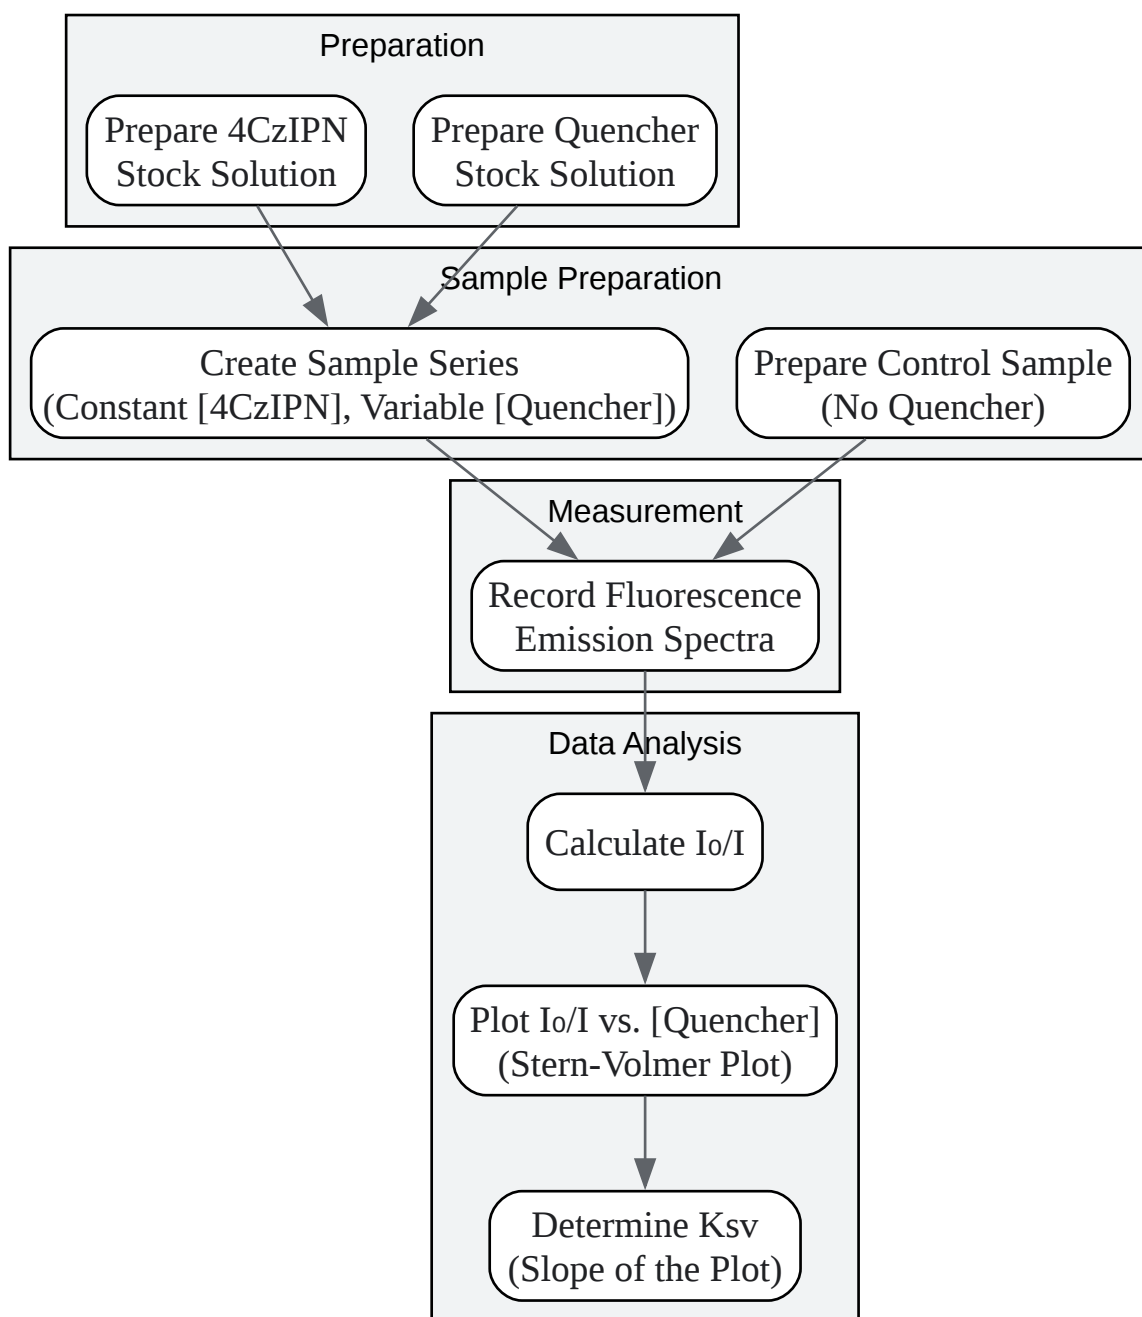 Preparation
Prepare 4CzIPN
Stock Solution
Prepare Quencher
Stock Solution
Sample Preparation
Create Sample Series
(Constant [4CzIPN], Variable [Quencher])
Prepare Control Sample
(No Quencher)
Measurement
Record Fluorescence
Emission Spectra
Data Analysis
Calculate I₀/I
Plot I₀/I vs. [Quencher]
(Stern-Volmer Plot)
Determine Ksv
(Slope of the Plot)